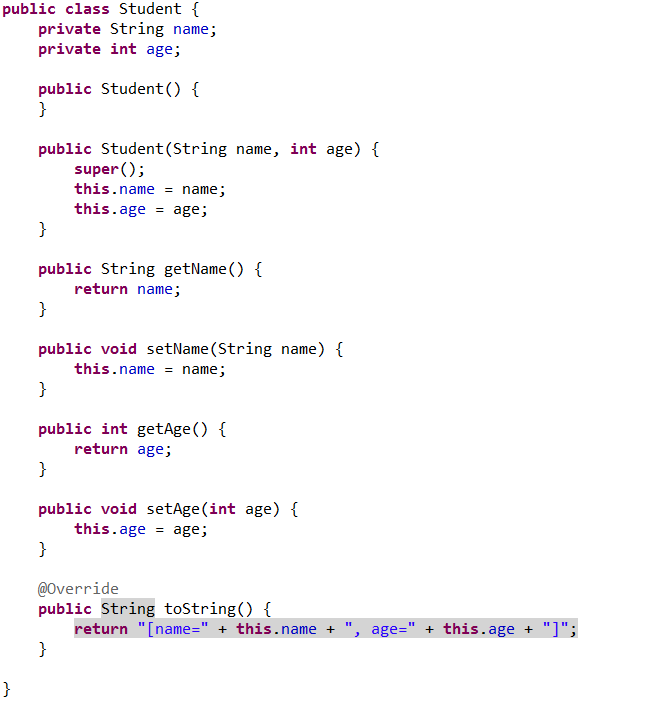 public class Student {
    private String name;
    private int age;

    public Student() {
    }

    public Student(String name, int age) {
        super();
        this.name = name;
        this.age = age;
    }

    public String getName() {
        return name;
    }

    public void setName(String name) {
        this.name = name;
    }

    public int getAge() {
        return age;
    }

    public void setAge(int age) {
        this.age = age;
    }

    @Override
    public String toString() {
        return "[name=" + this.name + ", age=" + this.age + "]";
    }

}